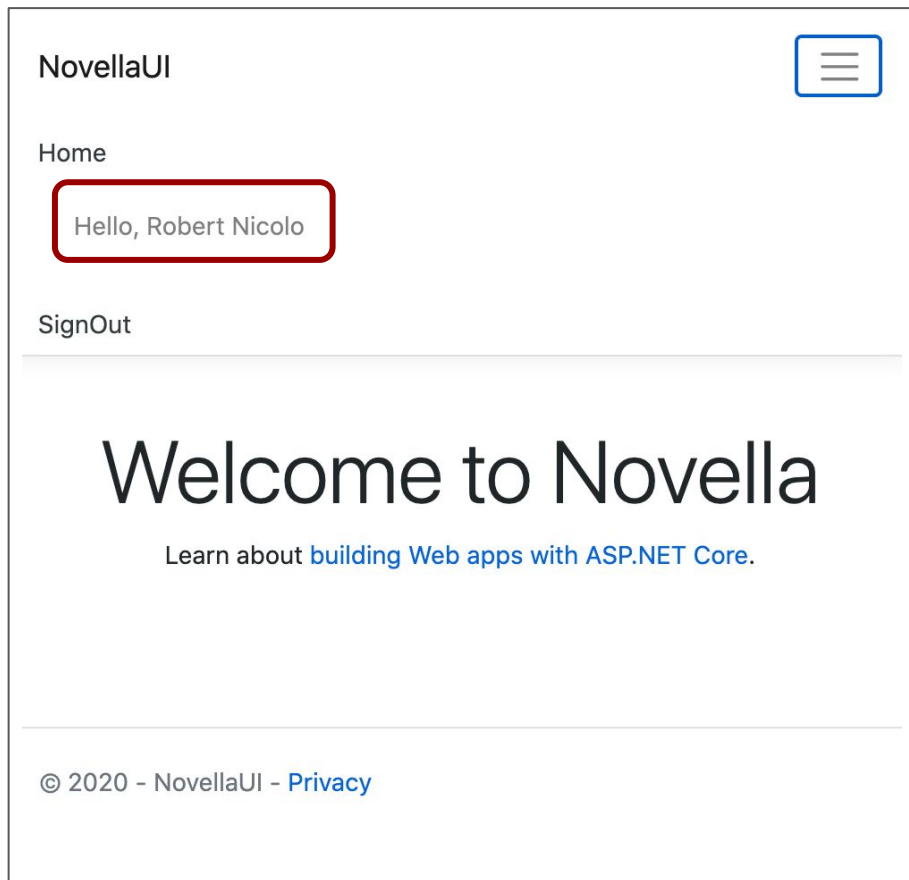 NovellaUI
Home
Hello, Robert Nicolo
SignOut
Welcome to Novella
Learn about building Web apps with ASP.NET Core.
© 2020 - NovellaUI - Privacy